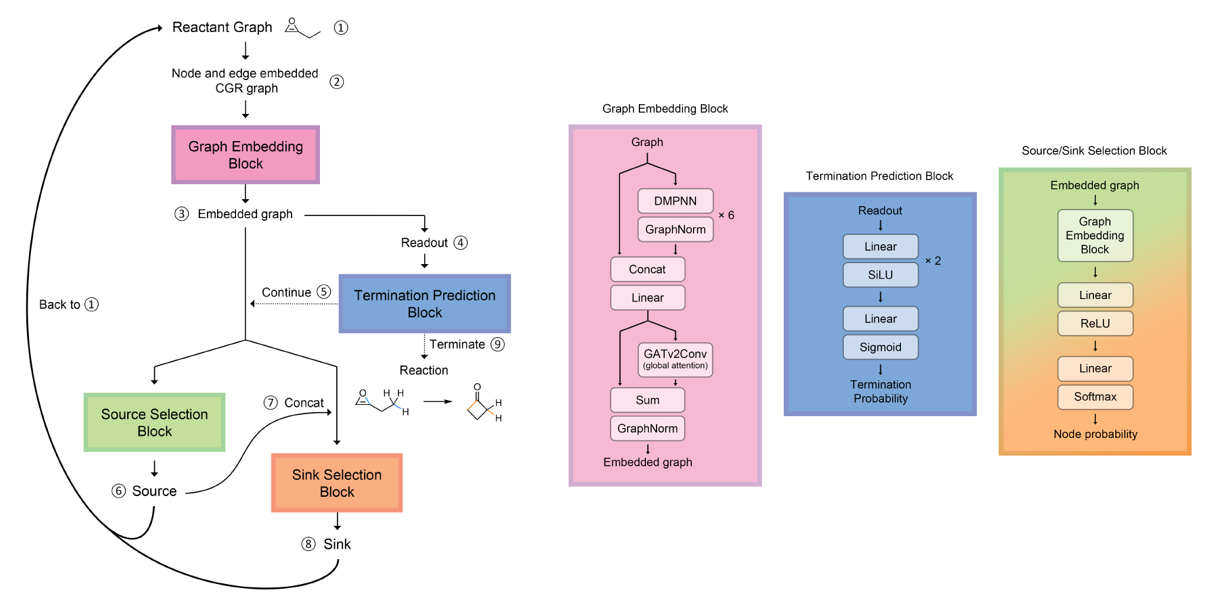 Reactant Graph
①
Node and edge embedded
CGR graph
②
Graph Embedding
Block
③ Embedded graph
Readout ④
Termination Prediction
Block
Continue ⑤
Back to ①
Terminate ⑨
Reaction
O
H H
H
O
H
H
⑦ Concat
Source Selection
Block
⑥ Source
Sink Selection
Block
⑧ Sink
Graph Embedding Block
Graph
DMPNN
GraphNorm
× 6
Concat
Linear
GATv2Conv
(global attention)
Sum
GraphNorm
Embedded graph
Termination Prediction Block
Readout
Linear
SiLU
× 2
Linear
Sigmoid
Termination
Probability
Source/Sink Selection Block
Embedded graph
Graph
Embedding
Block
Linear
ReLU
Linear
Softmax
Node probability